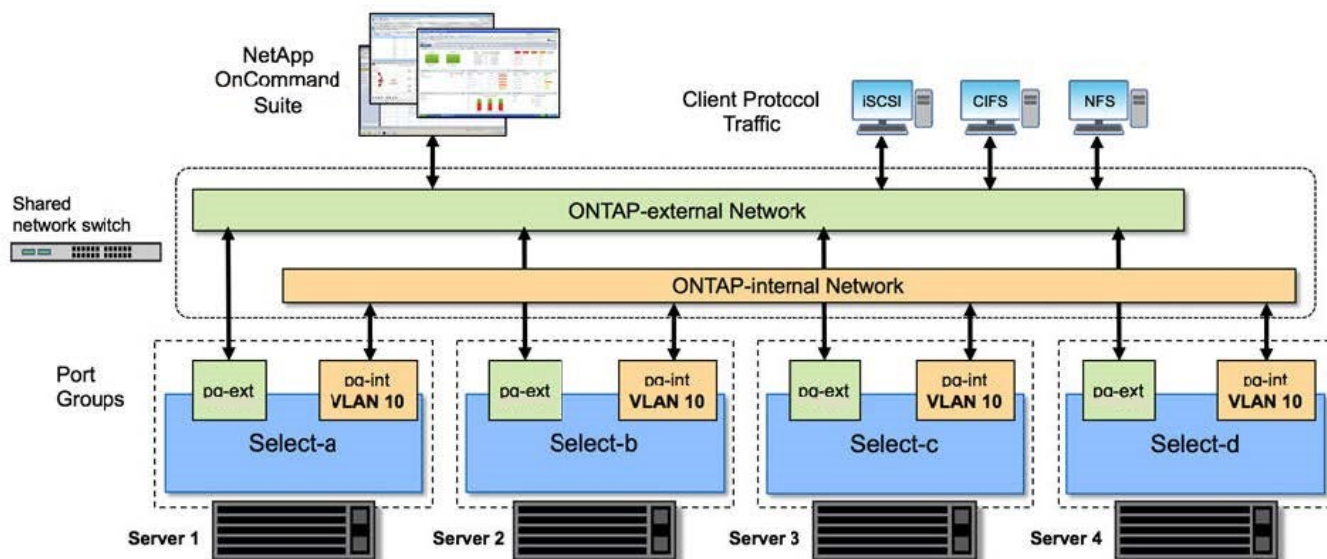 NetApp
OnCommand
Suite
Client Protocol
Traffic
iSCSI
CIFS
NFS
Shared
network switch
ONTAP-external Network
ONTAP-internal Network
Port
Groups
pg-ext
pg-int
VLAN 10
Select-a
pg-ext
pg-int
VLAN 10
Select-b
pg-ext
pg-int
VLAN 10
Select-c
pg-ext
pg-int
VLAN 10
Select-d
Server 1
Server 2
Server 3
Server 4